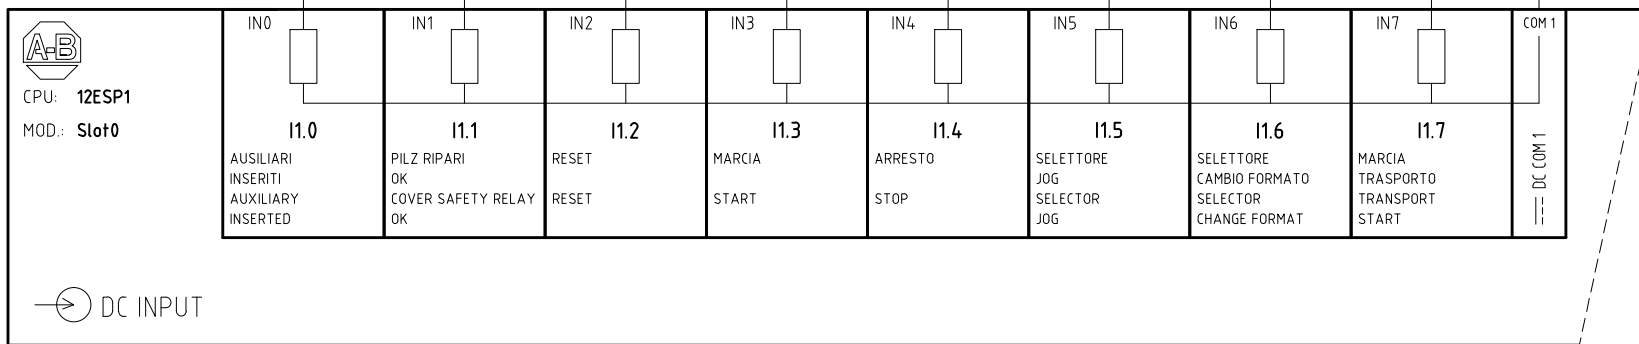 IN0 IN1 IN2 IN3 IN4 IN5 IN6 IN7 COM 1
A-B
CPU: 12ESP1
MOD.: Slot0
I1.0 I1.1 I1.2 I1.3 I1.4 I1.5 I1.6 I1.7
AUSILIARI
INSERITI
AUXILIARY
INSERTED
PILZ RIPARI
OK
COVER SAFETY RELAY
OK
RESET
RESET
MARCIA
START
ARRESTO
STOP
SELETTORE
JOG
SELECTOR
JOG
SELETTORE
CAMBIO FORMATO
SELECTOR
CHANGE FORMAT
MARCIA
TRASPORTO
TRANSPORT
START
DC COM 1
DC INPUT